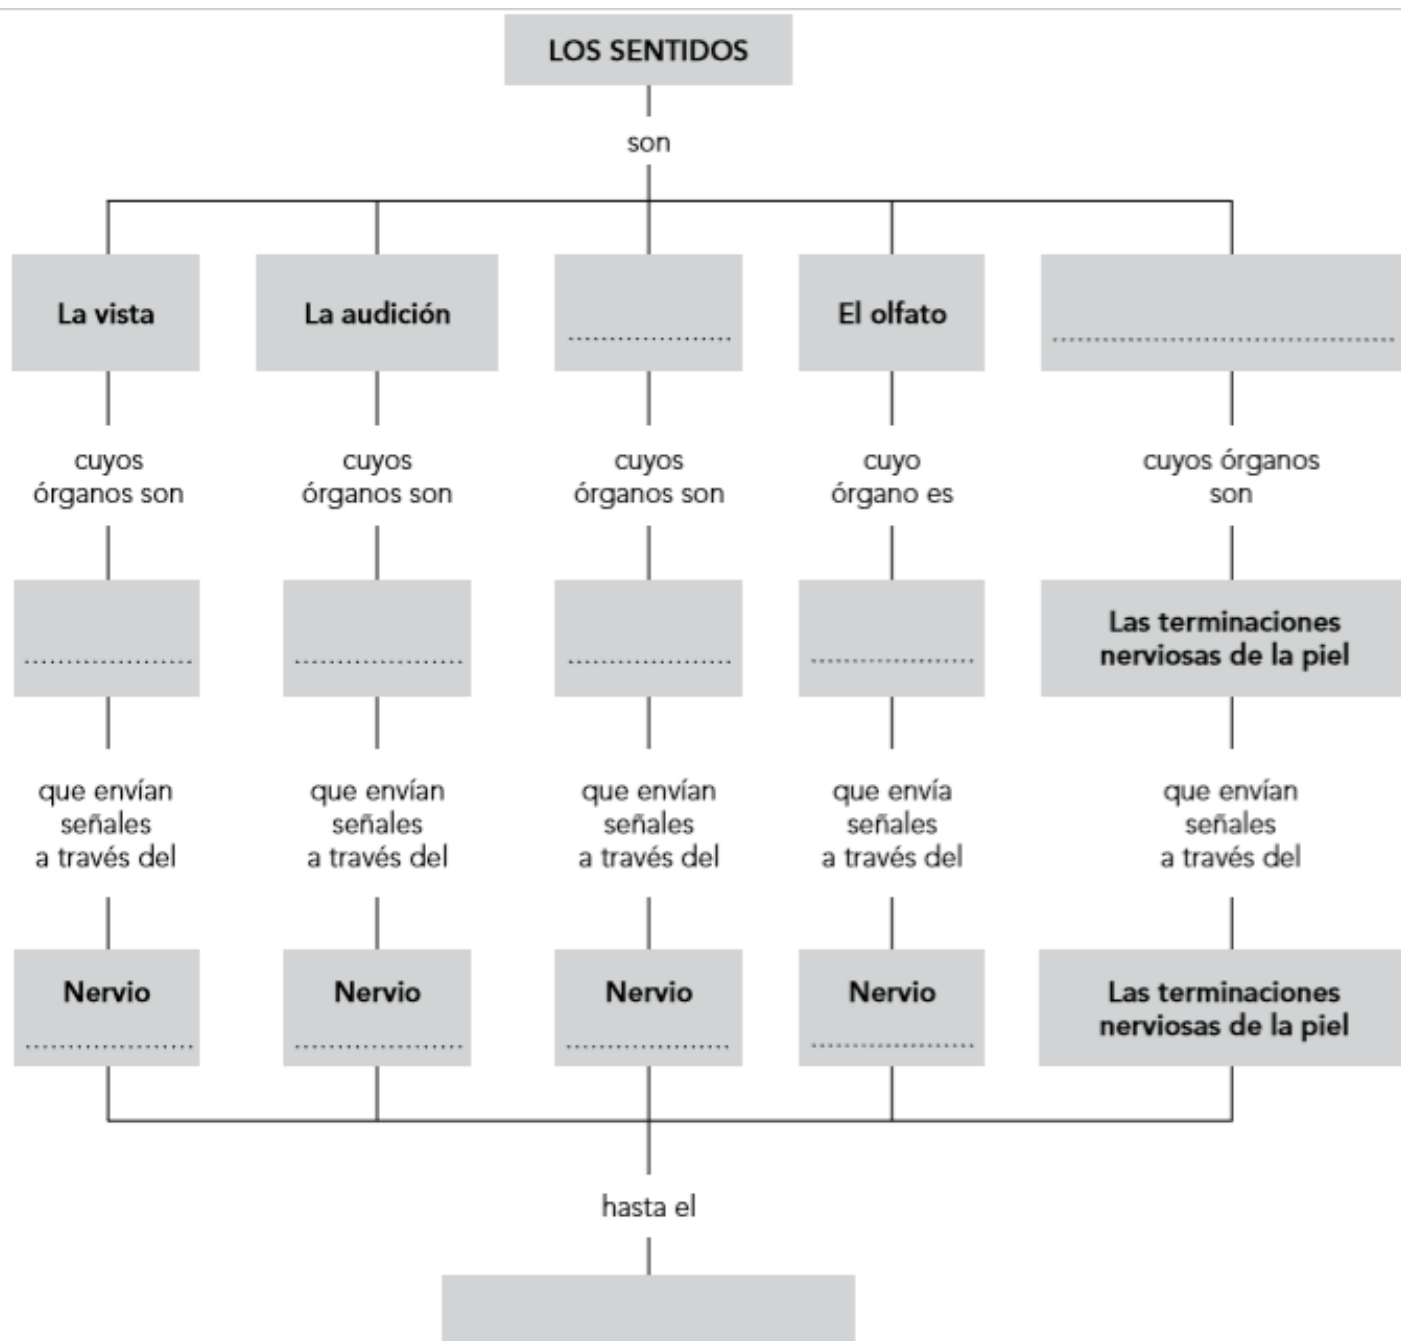 LOS SENTIDOS
son
La vista
La audición
El olfato
cuyos
órganos son
cuyos
órganos son
cuyos
órganos son
cuyo
órgano es
cuyos órganos
son
Las terminaciones
nerviosas de la piel
que envían
señales
a través del
que envían
señales
a través del
que envían
señales
a través del
que envía
señales
a través del
que envían
señales
a través del
Nervio
Nervio
Nervio
Nervio
Las terminaciones
nerviosas de la piel
hasta el